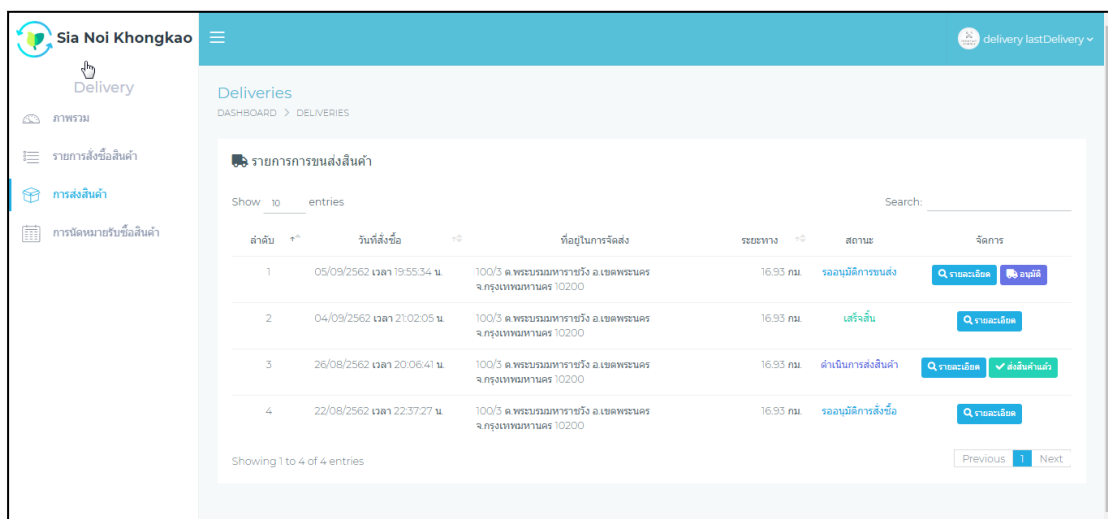 Sia Noi Khongkao
delivery lastDelivery
Delivery
ภาพรวม
รายการสั่งซื้อสินค้า
การส่งสินค้า
การนัดหมายรับซื้อสินค้า
Deliveries
DASHBOARD > DELIVERIES
รายการการขนส่งสินค้า
Show 10 entries
Search:
ลำดับ วันที่สั่งซื้อ ที่อยู่ในการจัดส่ง ระยะทาง สถานะ จัดการ
1 05/09/2562 เวลา 19:55:34 น. 100/3 ต.พระบรมมหาราชวัง อ.เขตพระนคร 16.93 กม. รออนุมัติการขนส่ง รายละเอียด อนุมัติ
จ.กรุงเทพมหานคร 10200
2 04/09/2562 เวลา 21:02:05 น. 100/3 ต.พระบรมมหาราชวัง อ.เขตพระนคร 16.93 กม. เสร็จสิ้น รายละเอียด
จ.กรุงเทพมหานคร 10200
3 26/08/2562 เวลา 20:06:41 น. 100/3 ต.พระบรมมหาราชวัง อ.เขตพระนคร 16.93 กม. ดำเนินการส่งสินค้า รายละเอียด ส่งสินค้าแล้ว
จ.กรุงเทพมหานคร 10200
4 22/08/2562 เวลา 22:37:27 น. 100/3 ต.พระบรมมหาราชวัง อ.เขตพระนคร 16.93 กม. รออนุมัติการสั่งซื้อ รายละเอียด
จ.กรุงเทพมหานคร 10200
Showing 1 to 4 of 4 entries
Previous 1 Next